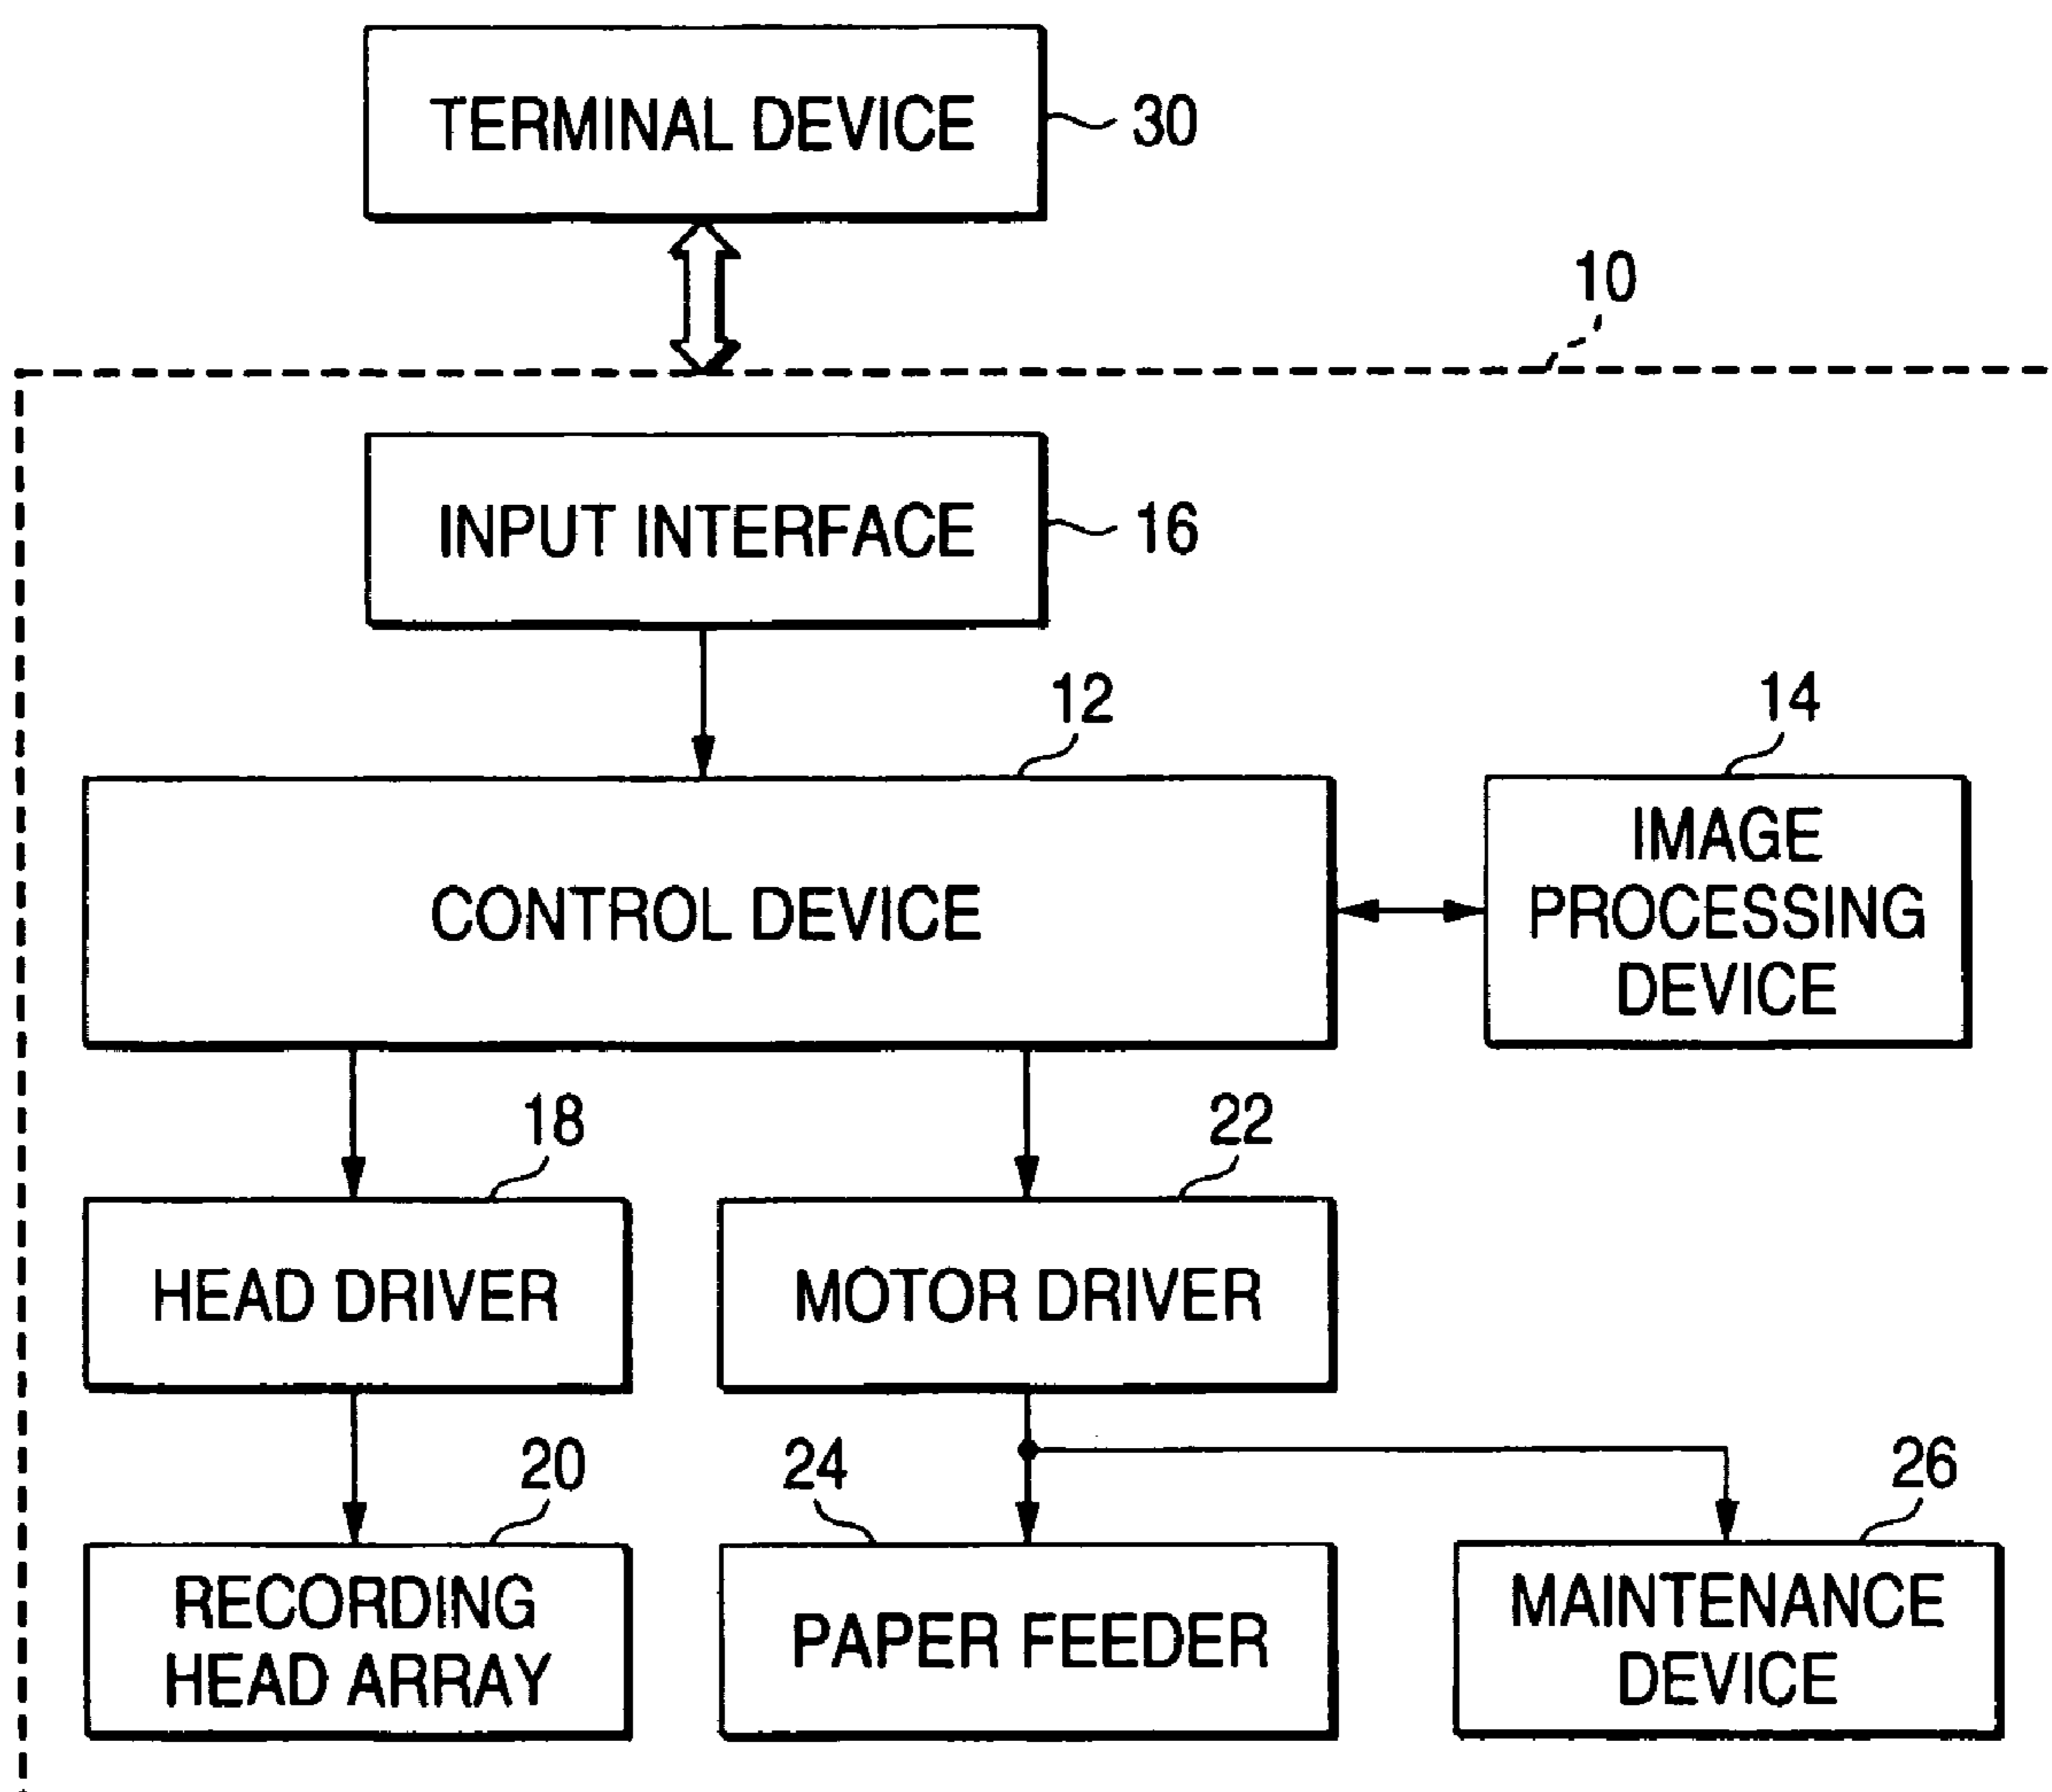 TERMINAL DEVICE
30
10
INPUT INTERFACE
16
12
14
CONTROL DEVICE
IMAGE
PROCESSING
DEVICE
18
22
HEAD DRIVER
MOTOR DRIVER
20
24
26
RECORDING
HEAD ARRAY
PAPER FEEDER
MAINTENANCE
DEVICE